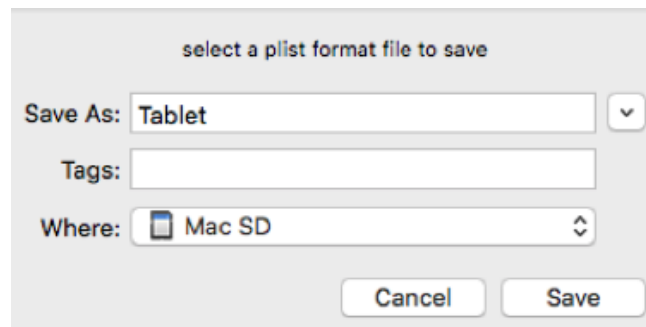 select a plist format file to save
Save As: Tablet
Tags:
Where: Mac SD
Cancel Save